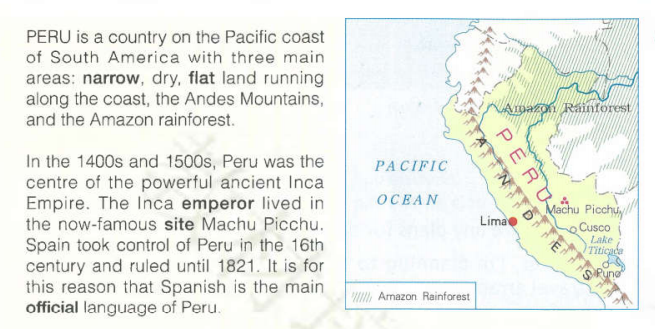 PERU is a country on the Pacific coast
of South America with three main
areas: narrow, dry, flat land running
along the coast, the Andes Mountains,
and the Amazon rainforest.
In the 1400s and 1500s, Peru was the
centre of the powerful ancient Inca
Empire. The Inca emperor lived in
the now-famous site Machu Picchu.
Spain took control of Peru in the 16th
century and ruled until 1821. It is for
this reason that Spanish is the main
official language of Peru.
Amazon Rainforest
PERU
ANDES
PACIFIC
OCEAN
Machu Picchu
Lima
Cusco
Lake
Titicaca
Puno
Amazon Rainforest